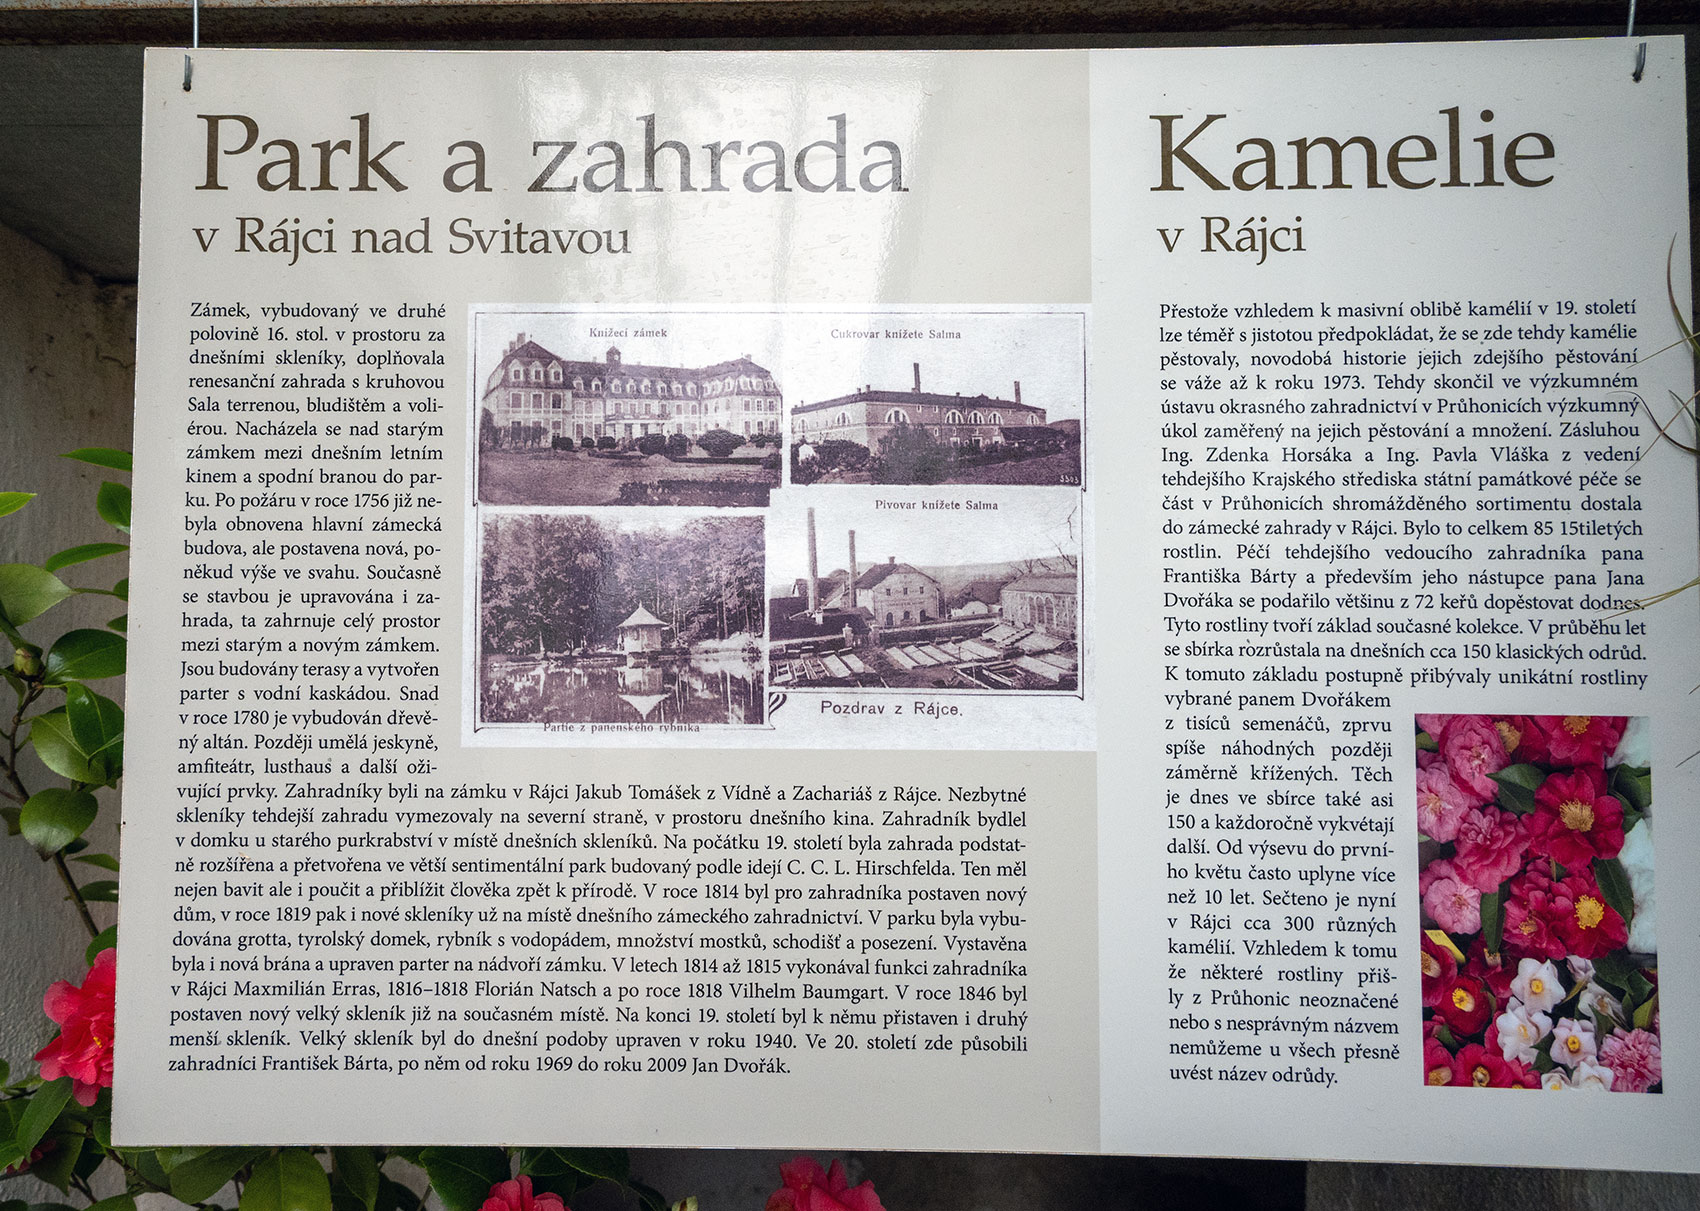 Park a zahrada
v Rájci nad Svitavou
Zámek, vybudovaný ve druhé
polovině 16. stol. v prostoru za
dnešními skleníky, doplňovala
renesanční zahrada s kruhovou
Sala terrenou, bludištěm a voli-
érou. Nacházela se nad starým
zámkem mezi dnešním letním
kinem a spodní branou do par-
ku. Po požáru v roce 1756 již ne-
byla obnovena hlavní zámecká
budova, ale postavena nová, po-
někud výše ve svahu. Současně
se stavbou je upravována i za-
hrada, ta zahrnuje celý prostor
mezi starým a novým zámkem.
Jsou budovány terasy a vytvořen
parter s vodní kaskádou. Snad
v roce 1780 je vybudován dřevě-
ný altán. Později umělá jeskyně,
amfiteátr, lusthaus a další oži-
vující prvky. Zahradníky byli na zámku v Rájci Jakub Tomášek z Vídně a Zachariáš z Rájce. Nezbytné
skleníky tehdejší zahradu vymezovaly na severní straně, v prostoru dnešního kina. Zahradník bydlel
v domku u starého purkrabství v místě dnešních skleníků. Na počátku 19. století byla zahrada podstat-
ně rozšířena a přetvořena ve větší sentimentální park budovaný podle idejí C. C. L. Hirschfelda. Ten měl
nejen bavit ale i poučit a přiblížit člověka zpět k přírodě. V roce 1814 byl pro zahradníka postaven nový
dům, v roce 1819 pak i nové skleníky už na místě dnešního zámeckého zahradnictví. V parku byla vybu-
dována grotta, tyrolský domek, rybník s vodopádem, množství mostků, schodišť a posezení. Vystavěna
byla i nová brána a upraven parter na nádvoří zámku. V letech 1814 až 1815 vykonával funkci zahradníka
v Rájci Maxmilián Erras, 1816–1818 Florián Natsch a po roce 1818 Vilhelm Baumgart. V roce 1846 byl
postaven nový velký skleník již na současném místě. Na konci 19. století byl k němu přistaven i druhý
menší skleník. Velký skleník byl do dnešní podoby upraven v roku 1940. Ve 20. století zde působili
zahradníci František Bárta, po něm od roku 1969 do roku 2009 Jan Dvořák.
Knížecí zámek
Cukrovar knížete Salma
Pivovar knížete Salma
Partie z panenského rybníka
Pozdrav z Rájce.
Kamelie
v Rájci
Přestože vzhledem k masivní oblibě kamélií v 19. století
lze téměř s jistotou předpokládat, že se zde tehdy kamélie
pěstovaly, novodobá historie jejich zdejšího pěstování
se váže až k roku 1973. Tehdy skončil ve výzkumném
ústavu okrasného zahradnictví v Průhonicích výzkumný
úkol zaměřený na jejich pěstování a množení. Zásluhou
Ing. Zdenka Horsáka a Ing. Pavla Vláška z vedení
tehdejšího Krajského střediska státní památkové péče se
část v Průhonicích shromážděného sortimentu dostala
do zámecké zahrady v Rájci. Bylo to celkem 85 15tiletých
rostlin. Péčí tehdejšího vedoucího zahradníka pana
Františka Bárty a především jeho nástupce pana Jana
Dvořáka se podařilo většinu z 72 keřů dopěstovat dodnes.
Tyto rostliny tvoří základ současné kolekce. V průběhu let
se sbírka rozrůstala na dnešních cca 150 klasických odrůd.
K tomuto základu postupně přibývaly unikátní rostliny
vybrané panem Dvořákem
z tisíců semenáčů, zprvu
spíše náhodných později
záměrně křížených. Těch
je dnes ve sbírce také asi
150 a každoročně vykvétají
další. Od výsevu do první-
ho květu často uplyne více
než 10 let. Sečteno je nyní
v Rájci cca 300 různých
kamélií. Vzhledem k tomu
že některé rostliny přiš-
ly z Průhonic neoznačené
nebo s nesprávným názvem
nemůžeme u všech přesně
uvést název odrůdy.